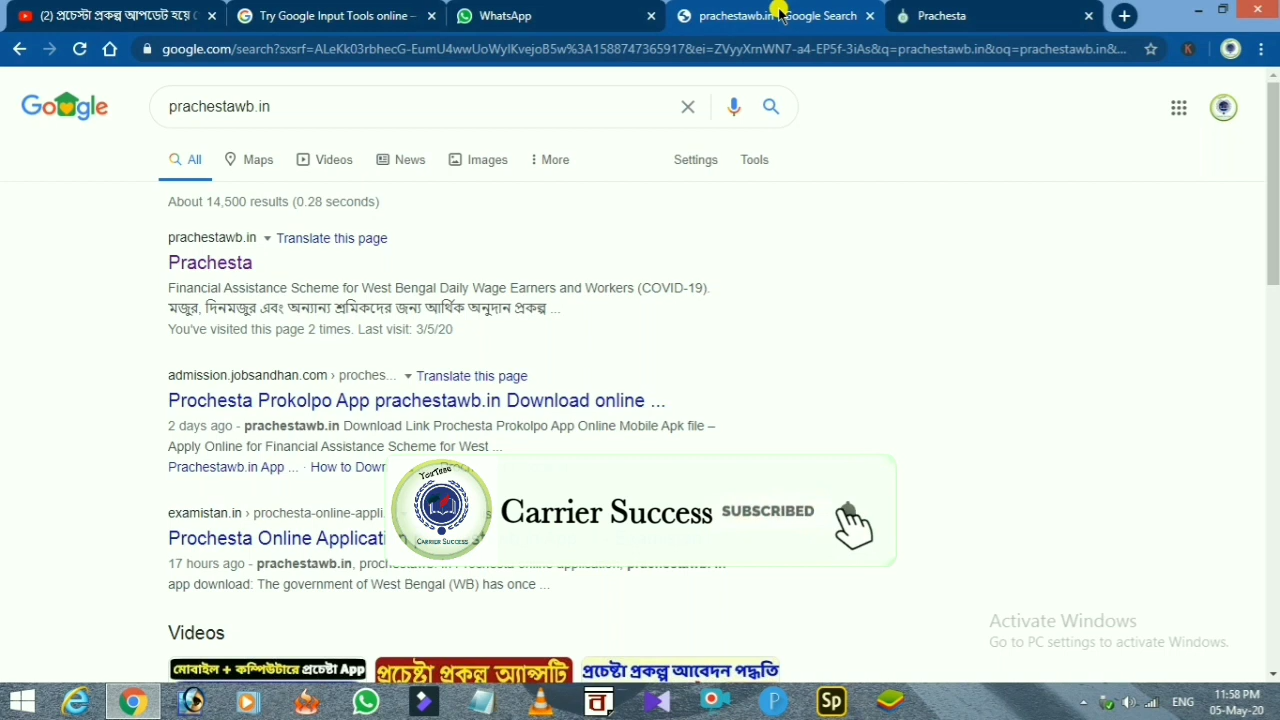 (2) প্রচেস্টা প্রকল্প আপডেট হয়ে
Try Google Input Tools online –
WhatsApp
prachestawb.in - Google Search
Prachesta
google.com/search?sxsrf=ALeKk03rbhecG-EumU4wwUoWylKvejoB5w%3A1588747365917&ei=ZVyyXrnWN7-a4-EP5f-3iAs&q=prachestawb.in&oq=prachestawb.in&...
K
Google
prachestawb.in
All
Maps
Videos
News
Images
More
Settings
Tools
About 14,500 results (0.28 seconds)
prachestawb.in ▾ Translate this page
Prachesta
Financial Assistance Scheme for West Bengal Daily Wage Earners and Workers (COVID-19).
মজুর, দিনমজুর এবং অন্যান্য শ্রমিকদের জন্য আর্থিক অনুদান প্রকল্প ...
You've visited this page 2 times. Last visit: 3/5/20
admission.jobsandhan.com › proches... ▾ Translate this page
Prochesta Prokolpo App prachestawb.in Download online ...
2 days ago - prachestawb.in Download Link Prochesta Prokolpo App Online Mobile Apk file –
Apply Online for Financial Assistance Scheme for West ...
Prachestawb.in App ... · How to Down
YouTube
CARRIER SUCCESS
Carrier Success
SUBSCRIBED
examistan.in › prochesta-online-appli.
Prochesta Online Applicati
17 hours ago - prachestawb.in,
app download: The government of West Bengal (WB) has once ...
Activate Windows
Go to PC settings to activate Windows.
Videos
মোবাইল + কম্পিউটারে প্রচেষ্টা App
প্রচেষ্টা প্রকল্প অ্যান্সটি
প্রচেষ্টা প্রকল্প আবেদন পদ্ধতি
ব
P
Sp
ENG
11:58 PM
05-May-20